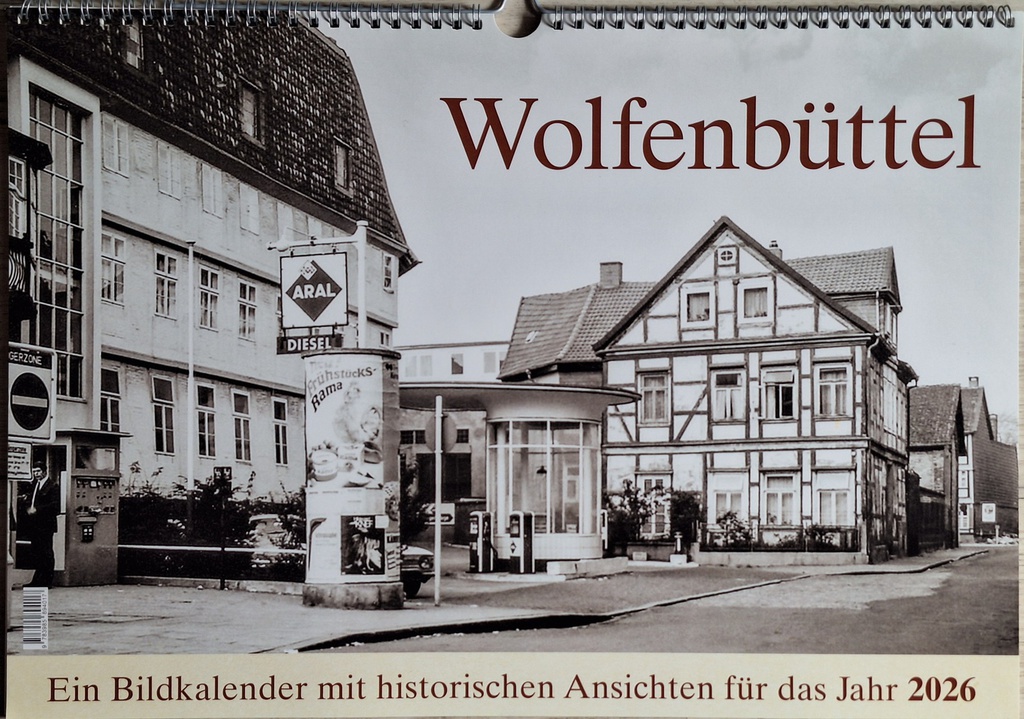 Wolfenbüttel
ARAL
DIESEL
GERZONE
Frühstücks-
Rama
Ein Bildkalender mit historischen Ansichten für das Jahr 2026